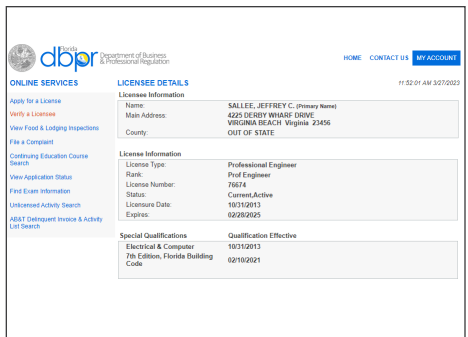 Florida
dbpr Department of Business
& Professional Regulation
HOME CONTACT US MY ACCOUNT
ONLINE SERVICES
Apply for a License
Verify a Licensee
View Food & Lodging Inspections
File a Complaint
Continuing Education Course
Search
View Application Status
Find Exam Information
Unlicensed Activity Search
AB&T Delinquent Invoice & Activity
List Search
LICENSEE DETAILS 11:52:01 AM 3/27/2023
Licensee Information
Name: SALLEE, JEFFREY C. (Primary Name)
Main Address: 4225 DERBY WHARF DRIVE
VIRGINIA BEACH Virginia 23456
County: OUT OF STATE
License Information
License Type: Professional Engineer
Rank: Prof Engineer
License Number: 76674
Status: Current,Active
Licensure Date: 10/31/2013
Expires: 02/28/2025
Special Qualifications Qualification Effective
Electrical & Computer 10/31/2013
7th Edition, Florida Building
Code 02/10/2021